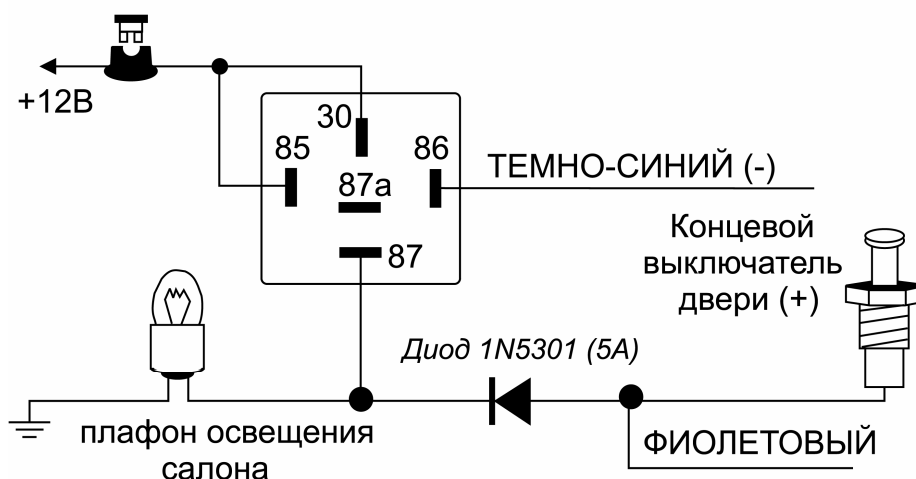 +12В
30
85
86
87а
87
ТЕМНО-СИНИЙ (-)
Концевой
выключатель
двери (+)
Диод 1N5301 (5А)
плафон освещения
салона
ФИОЛЕТОВЫЙ